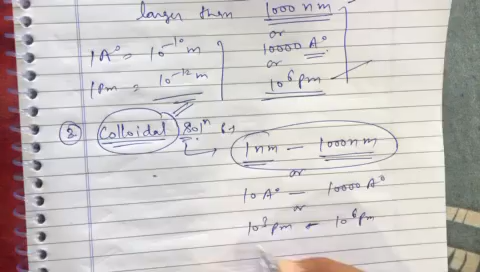 larger then 1000 nm
or
10000 A°
or
10⁶ pm
1A° = 10⁻¹⁰ m
1pm = 10⁻¹² m
2. Colloidal solⁿ
1nm – 1000nm
or
10 A° – 10000 A°
or
10³ pm – 10⁶ pm